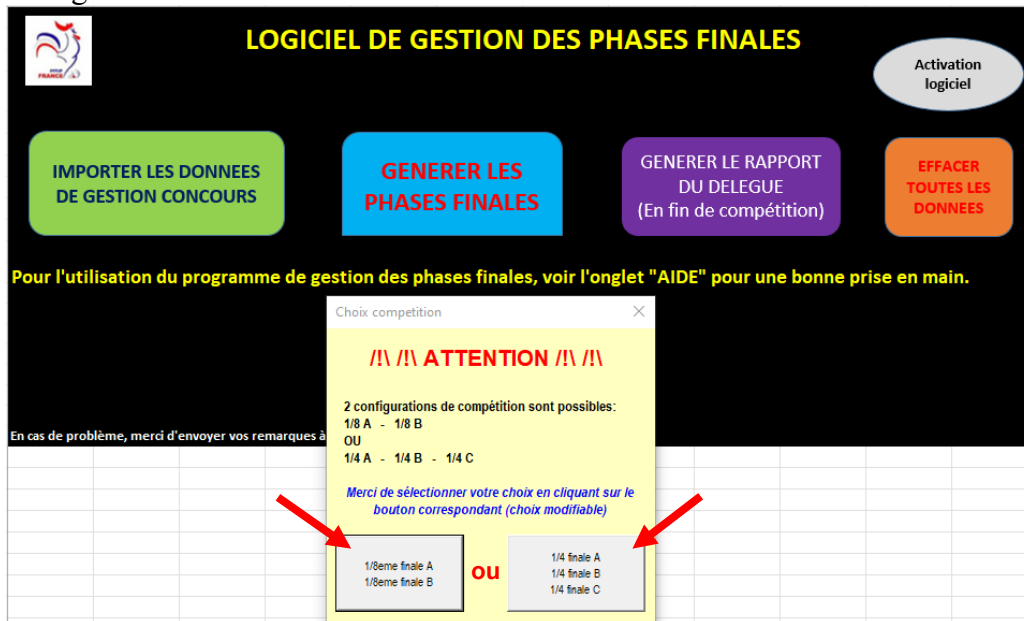 LOGICIEL DE GESTION DES PHASES FINALES
FRANCE
Activation
logiciel
IMPORTER LES DONNEES
DE GESTION CONCOURS
GENERER LES
PHASES FINALES
GENERER LE RAPPORT
DU DELEGUE
(En fin de compétition)
EFFACER
TOUTES LES
DONNEES
Pour l'utilisation du programme de gestion des phases finales, voir l'onglet "AIDE" pour une bonne prise en main.
Choix competition
/!\ /!\ ATTENTION /!\ /!\
2 configurations de compétition sont possibles:
1/8 A - 1/8 B
OU
1/4 A - 1/4 B - 1/4 C
En cas de problème, merci d'envoyer vos remarques à
Merci de sélectionner votre choix en cliquant sur le
bouton correspondant (choix modifiable)
1/8eme finale A
1/8eme finale B
ou
1/4 finale A
1/4 finale B
1/4 finale C